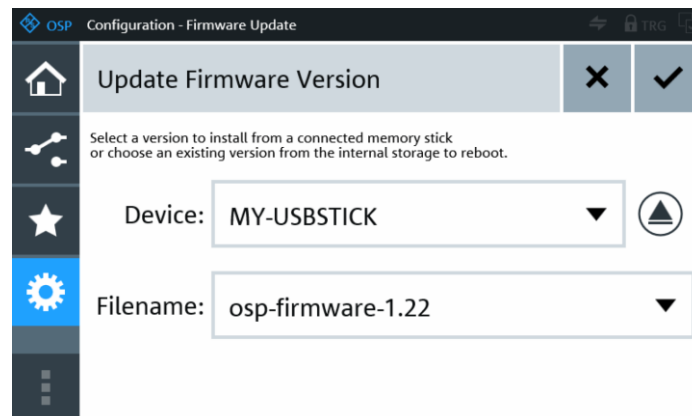 OSP Configuration - Firmware Update TRG
Update Firmware Version
Select a version to install from a connected memory stick
or choose an existing version from the internal storage to reboot.
Device: MY-USBSTICK
Filename: osp-firmware-1.22